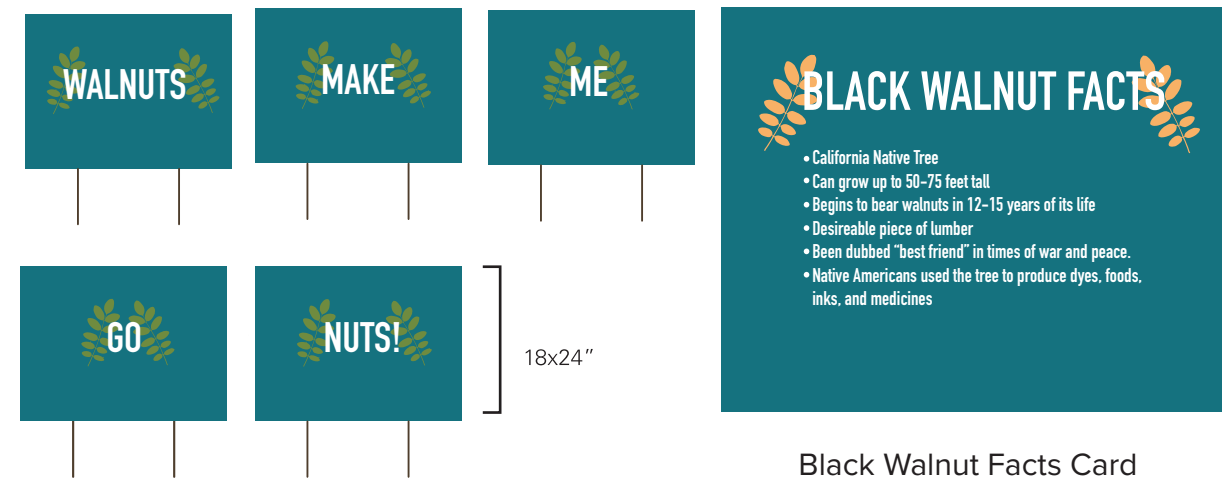 WALNUTS
MAKE
ME
GO
NUTS!
18x24”
BLACK WALNUT FACTS
• California Native Tree
• Can grow up to 50-75 feet tall
• Begins to bear walnuts in 12-15 years of its life
• Desireable piece of lumber
• Been dubbed “best friend” in times of war and peace.
• Native Americans used the tree to produce dyes, foods,
inks, and medicines
Black Walnut Facts Card